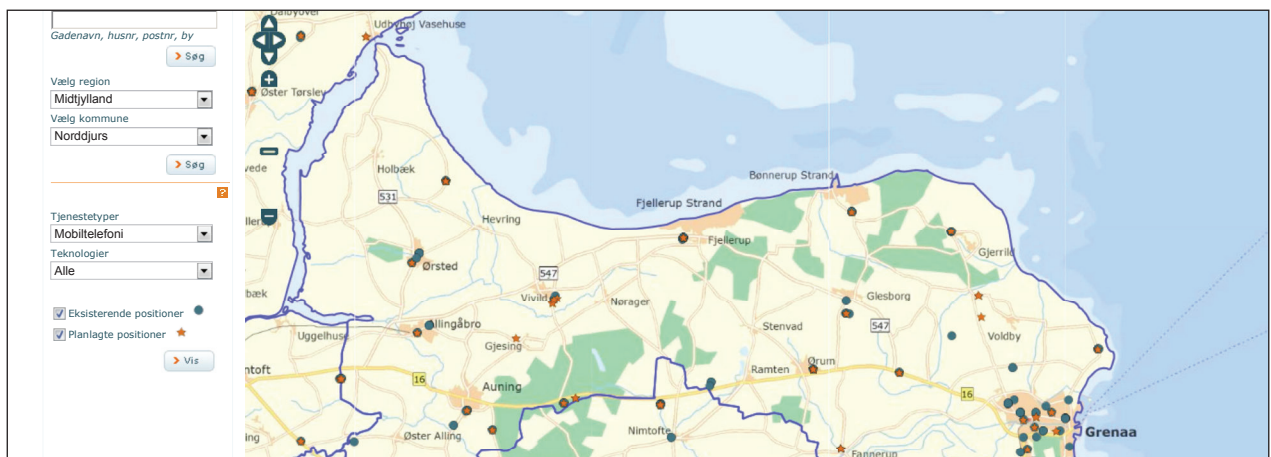 Gadenavn, husnr, postnr, by
Søg
Vælg region
Midtjylland
Vælg kommune
Norddjurs
Søg
?
Tjenestetyper
Mobiltelefoni
Teknologier
Alle
Eksisterende positioner
Planlagte positioner
Vis
Dalbyover
Udbyhøj Vasehuse
Øster Tørslev
Holbæk
531
Bønnerup Strand
Fjellerup Strand
Hevring
Fjellerup
Gjerrild
Ørsted
547
Vivild
Nørager
Glesborg
547
Allingåbro
Uggelhuse
Gjesing
Stenvad
Voldby
Ørum
Ramten
16
Auning
16
Øster Alling
Nimtofte
Fannerup
Grenaa